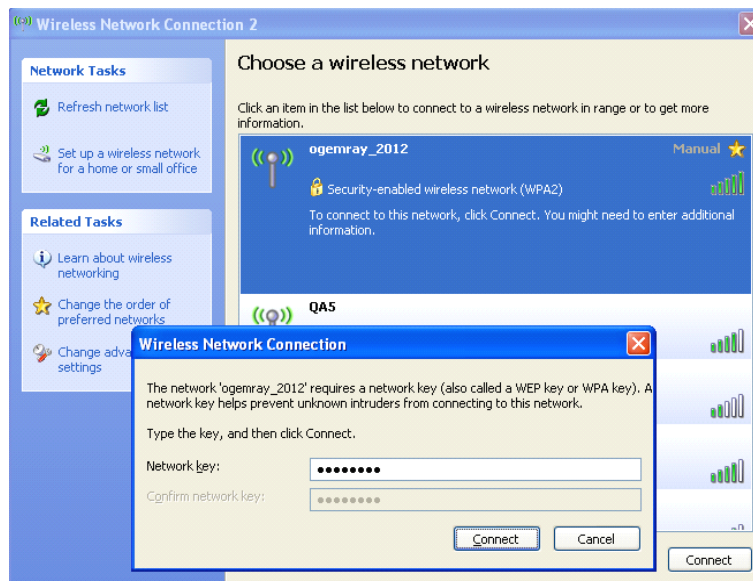 Wireless Network Connection 2
Network Tasks
Refresh network list
Set up a wireless network
for a home or small office
Related Tasks
Learn about wireless
networking
Change the order of
preferred networks
Change adva
settings
Choose a wireless network
Click an item in the list below to connect to a wireless network in range or to get more
information.
ogemray_2012
Manual
Security-enabled wireless network (WPA2)
To connect to this network, click Connect. You might need to enter additional
information.
QA5
Wireless Network Connection
The network 'ogemray_2012' requires a network key (also called a WEP key or WPA key). A
network key helps prevent unknown intruders from connecting to this network.
Type the key, and then click Connect.
Network key:
••••••••
Confirm network key:
••••••••
Connect
Cancel
Connect